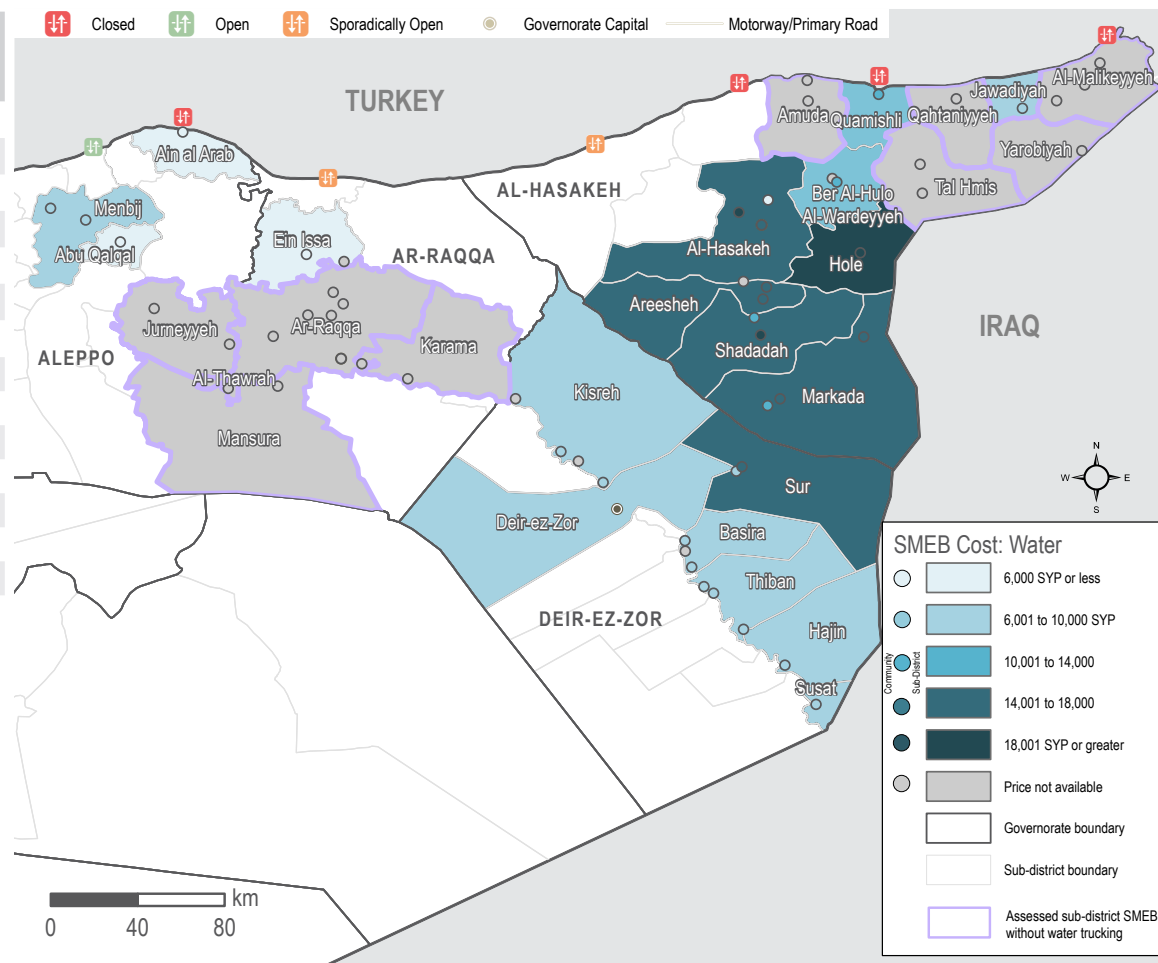 Closed
Open
Sporadically Open
Governorate Capital
Motorway/Primary Road
TURKEY
Al-Malikeyyeh
Jawadiyah
Amuda
Quamishli
Qahtaniyyeh
Ain al Arab
Yarobiyah
AL-HASAKEH
Tal Hmis
Ber Al-Hulo
Al-Wardeyyeh
Menbij
Abu Qalqal
Ein Issa
Al-Hasakeh
AR-RAQQA
Hole
Areesheh
IRAQ
Jurneyyeh
Ar-Raqqa
Karama
Shadadah
ALEPPO
Al-Thawrah
Kisreh
Markada
Mansura
N
W
E
S
Sur
Deir-ez-Zor
Basira
Thiban
DEIR-EZ-ZOR
Hajin
Susat
SMEB Cost: Water
6,000 SYP or less
6,001 to 10,000 SYP
Community
Sub-District
10,001 to 14,000
14,001 to 18,000
18,001 SYP or greater
Price not available
Governorate boundary
Sub-district boundary
Assessed sub-district SMEB
without water trucking
km
0 40 80